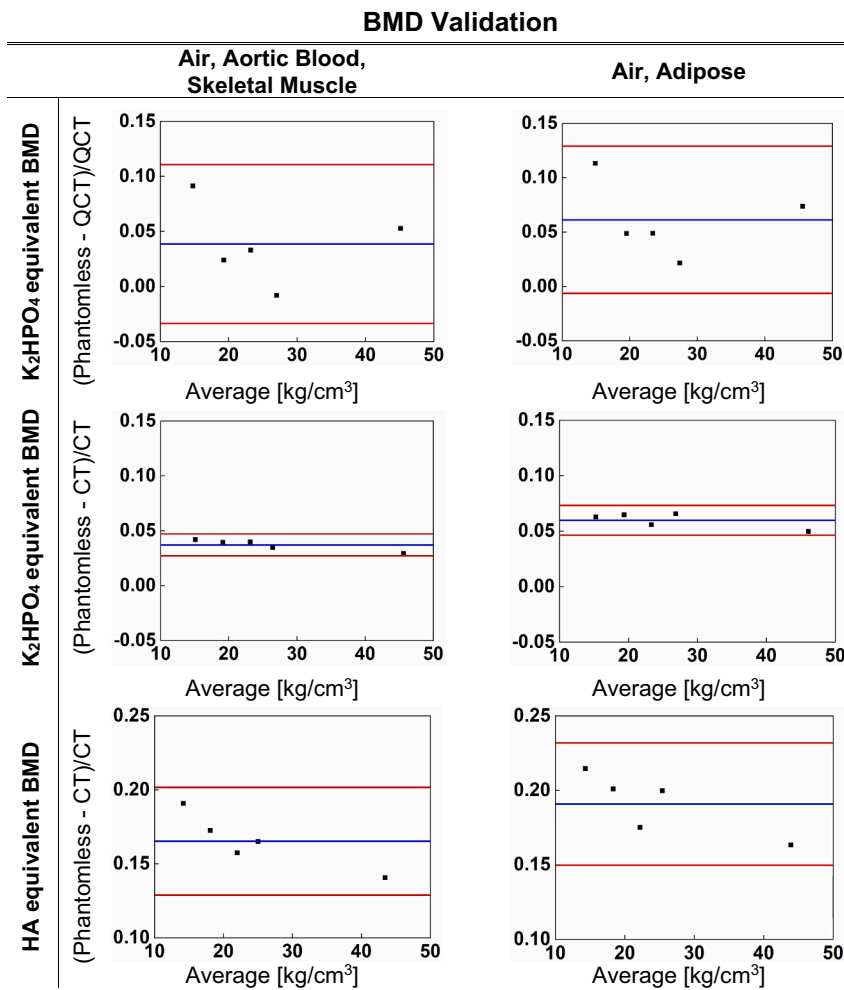 BMD Validation
Air, Aortic Blood,
Skeletal Muscle
Air, Adipose
K₂HPO₄ equivalent BMD
(Phantomless - QCT)/QCT
0.15
0.10
0.05
0.00
-0.05
10 20 30 40 50
Average [kg/cm³]
0.15
0.10
0.05
0.00
-0.05
10 20 30 40 50
Average [kg/cm³]
K₂HPO₄ equivalent BMD
(Phantomless - CT)/CT
0.15
0.10
0.05
0.00
-0.05
10 20 30 40 50
Average [kg/cm³]
0.15
0.10
0.05
0.00
-0.05
10 20 30 40 50
Average [kg/cm³]
HA equivalent BMD
(Phantomless - CT)/CT
0.25
0.20
0.15
0.10
10 20 30 40 50
Average [kg/cm³]
0.25
0.20
0.15
0.10
10 20 30 40 50
Average [kg/cm³]